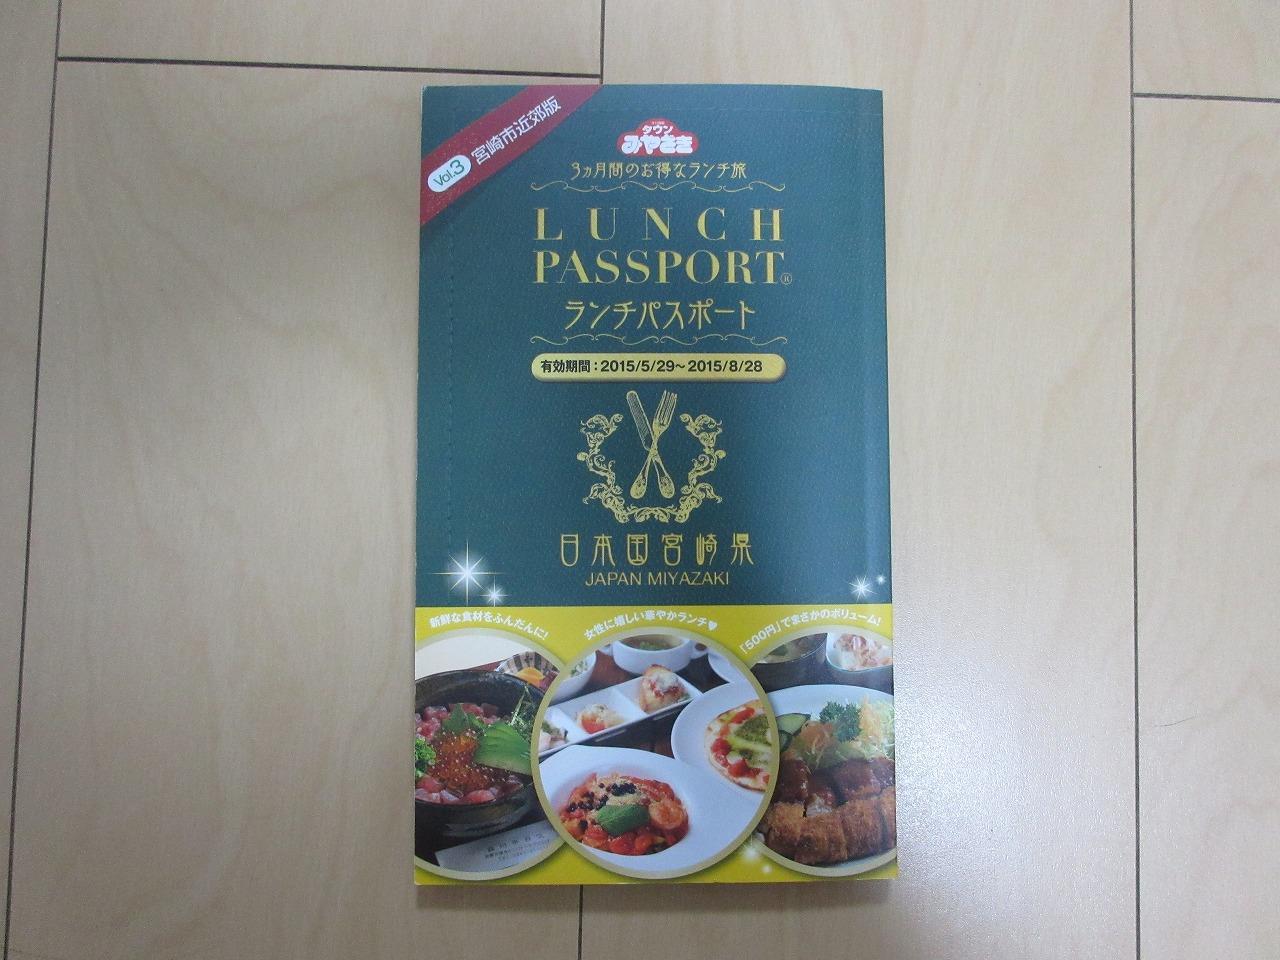 Vol.3 宮崎市近郊版
タウン
みやざき
3ヵ月間のお得なランチ旅
LUNCH
PASSPORT®
ランチパスポート
有効期間：2015/5/29～2015/8/28
日本国宮崎県
JAPAN MIYAZAKI
新鮮な食材をふんだんに!
女性に嬉しい華やかランチ♥
「500円」でまさかのボリューム!